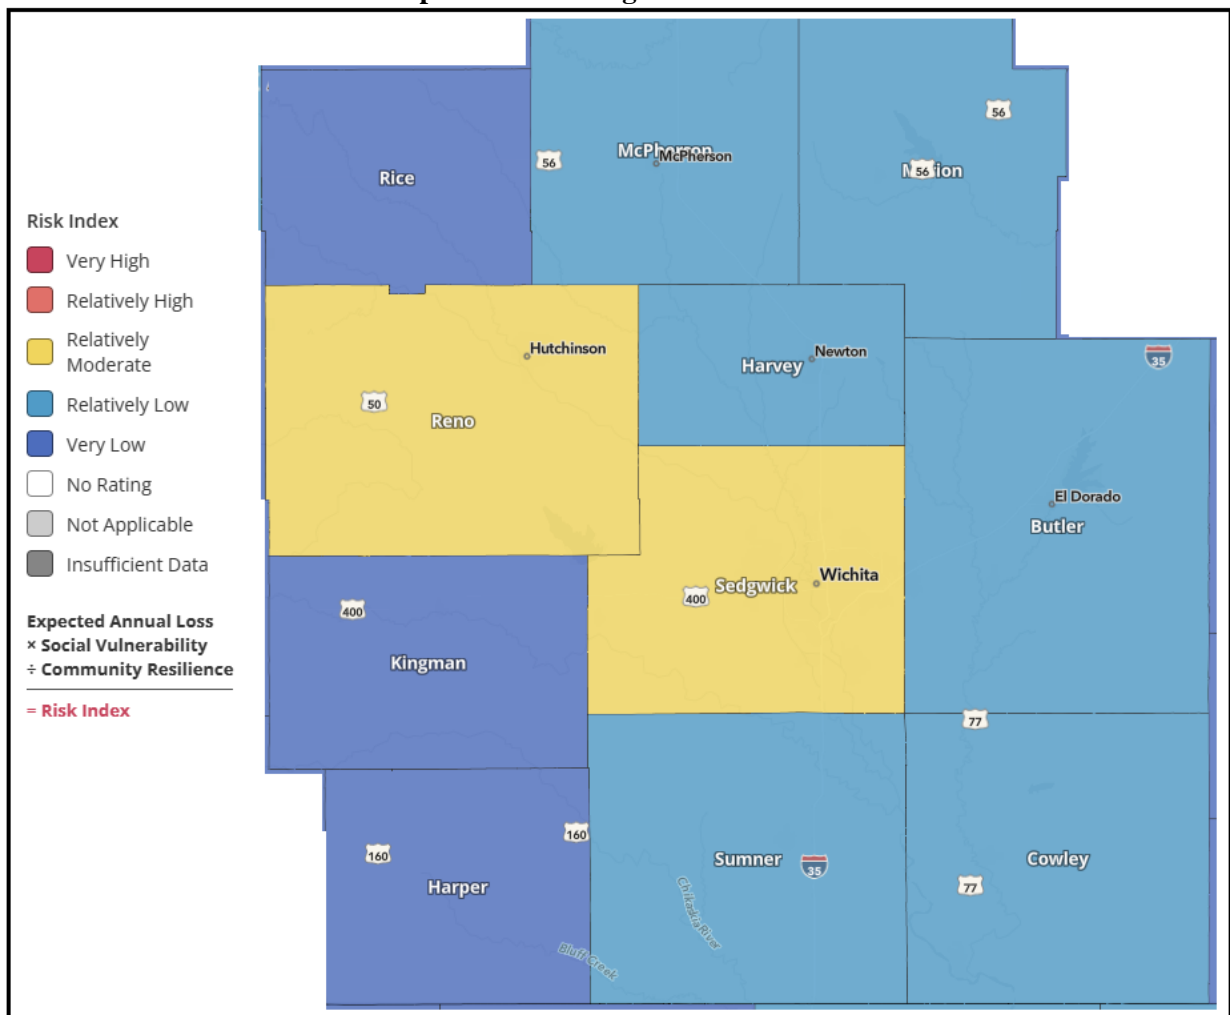 Risk Index
Very High
Relatively High
Relatively
Moderate
Relatively Low
Very Low
No Rating
Not Applicable
Insufficient Data
Expected Annual Loss
× Social Vulnerability
÷ Community Resilience
= Risk Index
56
56
McPherson
McPherson
56
Rice
Hutchinson
Newton
Harvey
35
50
Reno
El Dorado
Butler
Wichita
Sedgwick
400
400
Kingman
77
160
160
Sumner
35
Cowley
Harper
77
Chikaskia River
Bluff Creek